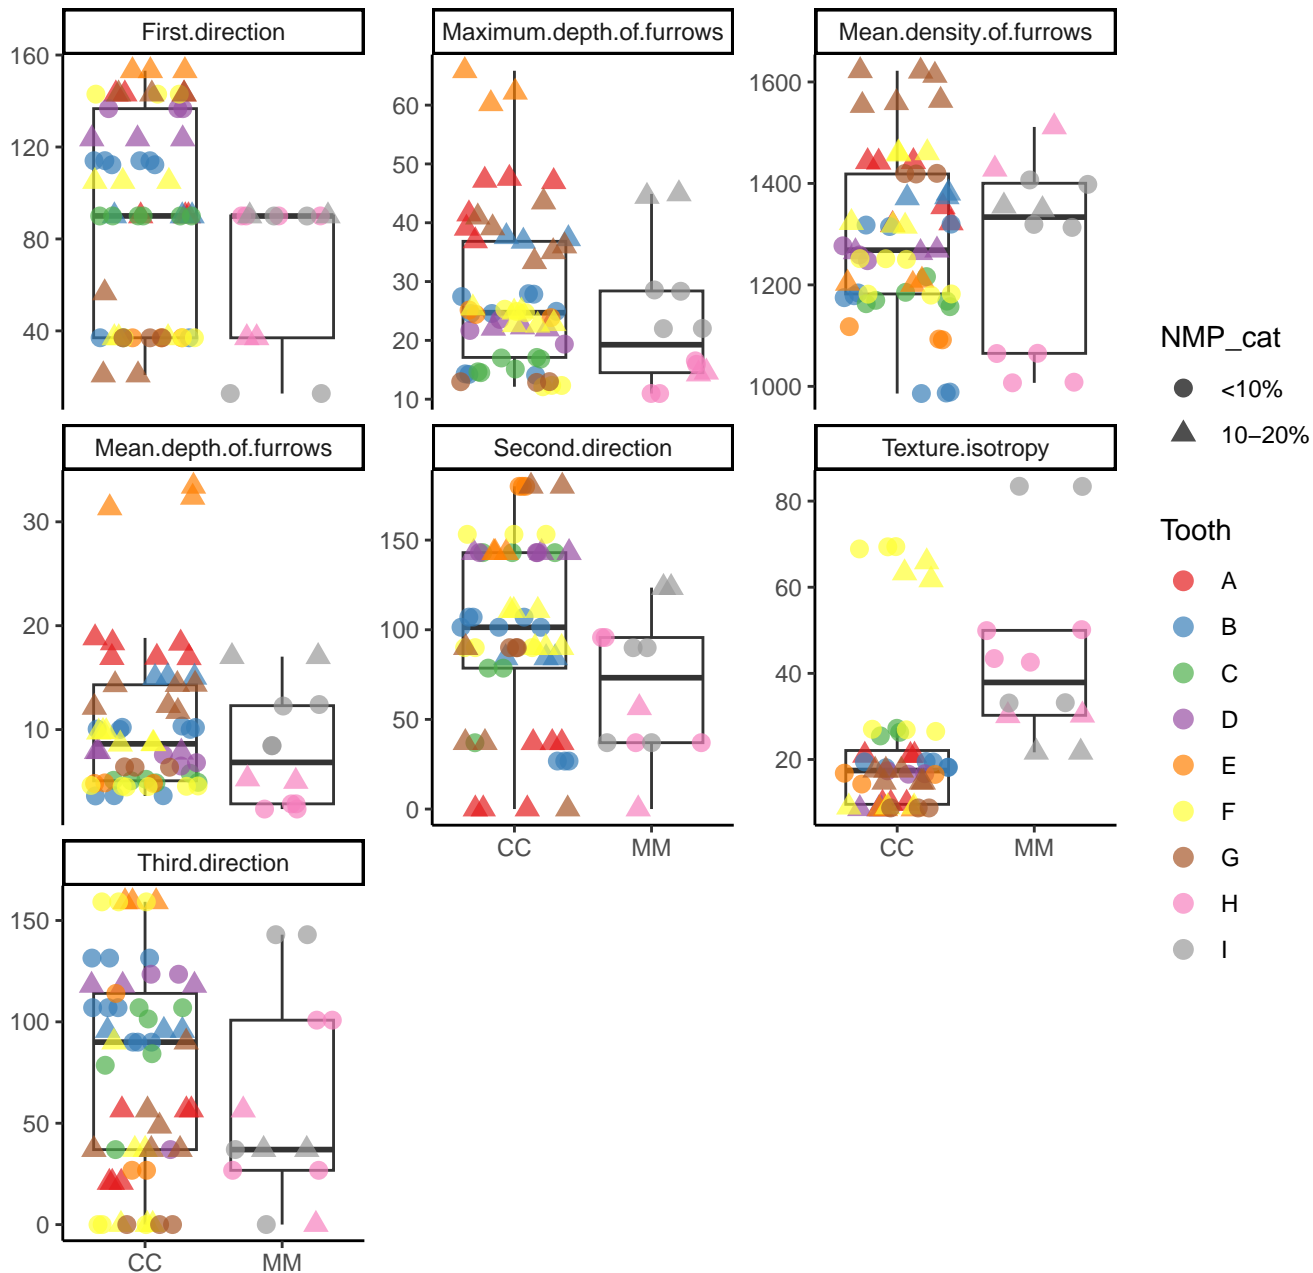 First.direction
Maximum.depth.of.furrows
Mean.density.of.furrows
160
120
80
40
60
50
40
30
20
10
1600
1400
1200
1000
Mean.depth.of.furrows
Second.direction
Texture.isotropy
30
20
10
150
100
50
0
80
60
40
20
CC
MM
CC
MM
Third.direction
150
100
50
0
CC
MM
NMP_cat
<10%
10−20%
Tooth
A
B
C
D
E
F
G
H
I